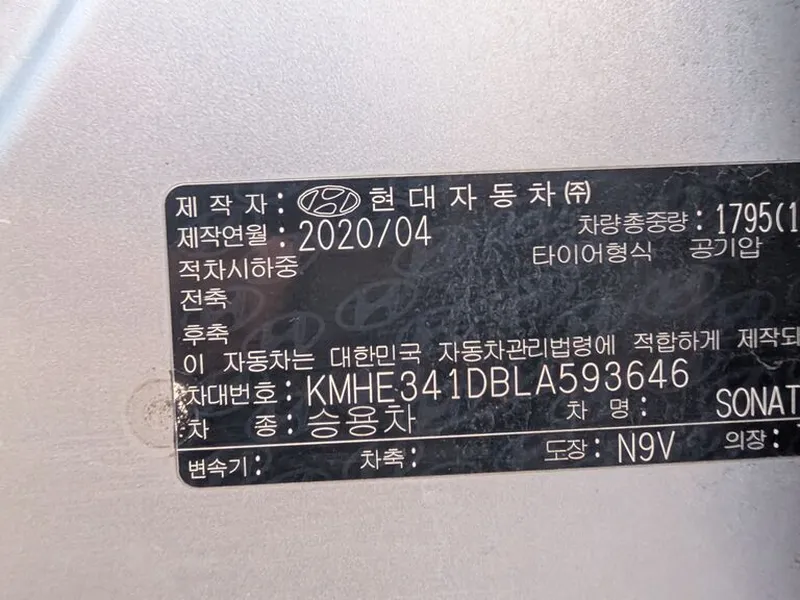 제작자: HYUNDAI 현대자동차㈜
제작연월: 2020/04 차량총중량: 1795(1
적차시하중 타이어형식 공기압
전축
후축
이 자동차는 대한민국 자동차관리법령에 적합하게 제작되
차대번호: KMHE341DBLA593646
차종: 승용차 차명: SONAT
변속기: 차축: 도장: N9V 의장: